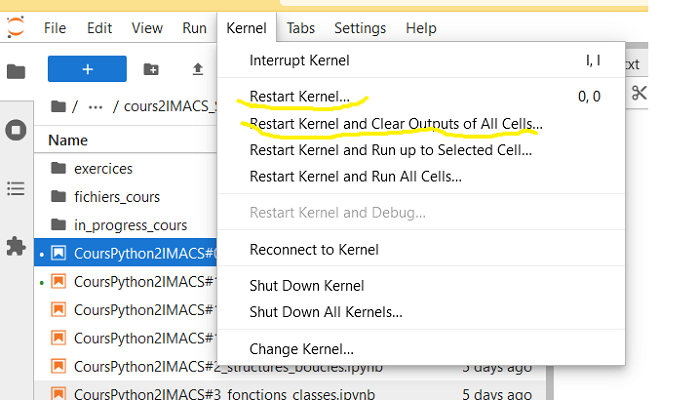 File Edit View Run Kernel Tabs Settings Help
Interrupt Kernel I, I
Restart Kernel... 0, 0
Restart Kernel and Clear Outputs of All Cells...
Restart Kernel and Run up to Selected Cell...
Restart Kernel and Run All Cells...
Restart Kernel and Debug...
Reconnect to Kernel
Shut Down Kernel
Shut Down All Kernels...
Change Kernel...
txt
+
/ ... / cours2IMACS_S
Name
exercices
fichiers_cours
in_progress_cours
CoursPython2IMACS#
CoursPython2IMACS#1
CoursPython2IMACS#1
CoursPython2IMACS#1
CoursPython2IMACS#2_structures_boucles.ipynb 5 days ago
CoursPython2IMACS#3_fonctions_classes.ipynb 5 days ago